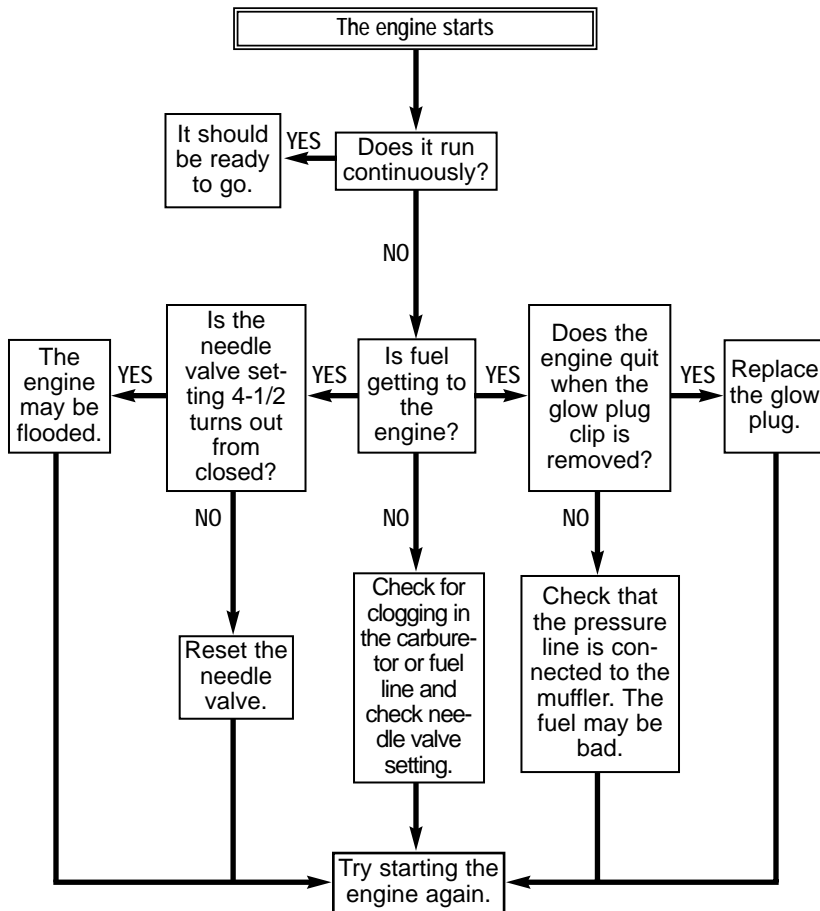 The engine starts
It should
be ready
to go.
YES
Does it run
continuously?
NO
The
engine
may be
flooded.
YES
Is the
needle
valve set-
ting 4-1/2
turns out
from
closed?
YES
Is fuel
getting to
the
engine?
YES
Does the
engine quit
when the
glow plug
clip is
removed?
YES
Replace
the glow
plug.
NO
NO
NO
Reset the
needle
valve.
Check for
clogging in
the carbure-
tor or fuel
line and
check nee-
dle valve
setting.
Check that
the pressure
line is con-
nected to the
muffler. The
fuel may be
bad.
Try starting the
engine again.